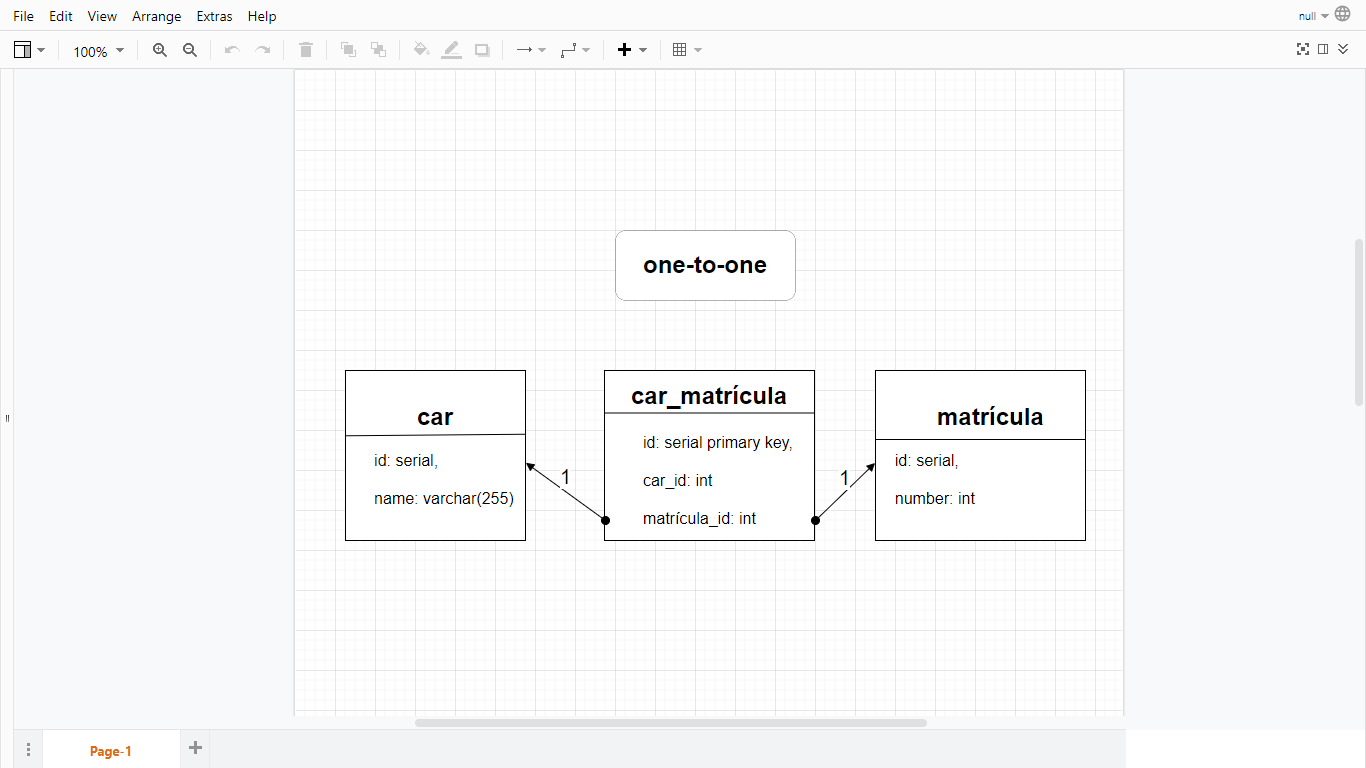 File Edit View Arrange Extras Help
null
100%
one-to-one
car
id: serial,
name: varchar(255)
1
car_matrícula
id: serial primary key,
car_id: int
matrícula_id: int
1
matrícula
id: serial,
number: int
Page-1